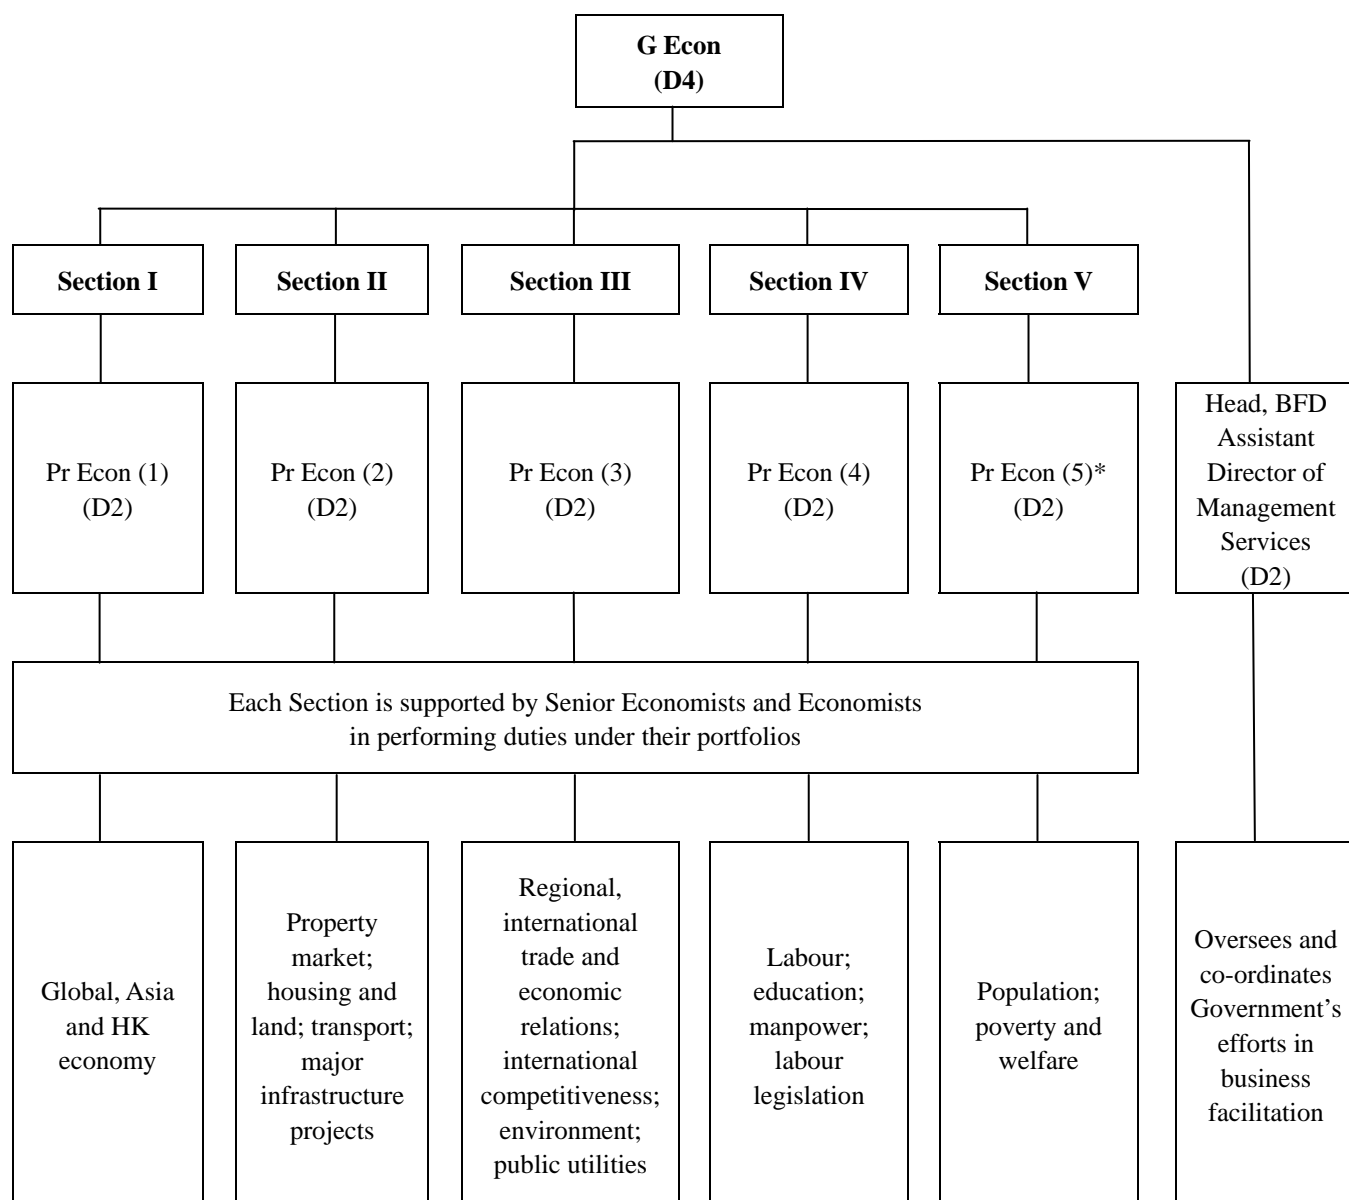 G Econ
(D4)
Section I
Section II
Section III
Section IV
Section V
Pr Econ (1)
(D2)
Pr Econ (2)
(D2)
Pr Econ (3)
(D2)
Pr Econ (4)
(D2)
Pr Econ (5)*
(D2)
Head, BFD
Assistant
Director of
Management
Services
(D2)
Each Section is supported by Senior Economists and Economists
in performing duties under their portfolios
Global, Asia
and HK
economy
Property
market;
housing and
land; transport;
major
infrastructure
projects
Regional,
international
trade and
economic
relations;
international
competitiveness;
environment;
public utilities
Labour;
education;
manpower;
labour
legislation
Population;
poverty and
welfare
Oversees and
co-ordinates
Government’s
efforts in
business
facilitation